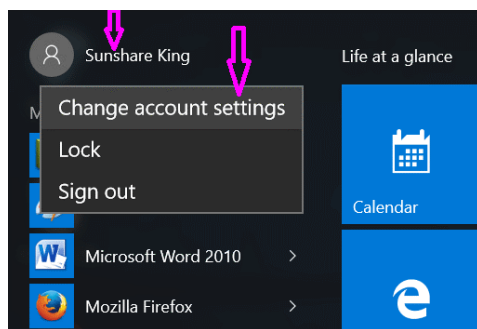 Sunshare King
Life at a glance
M
Change account settings
Lock
Sign out
Calendar
Microsoft Word 2010
Mozilla Firefox